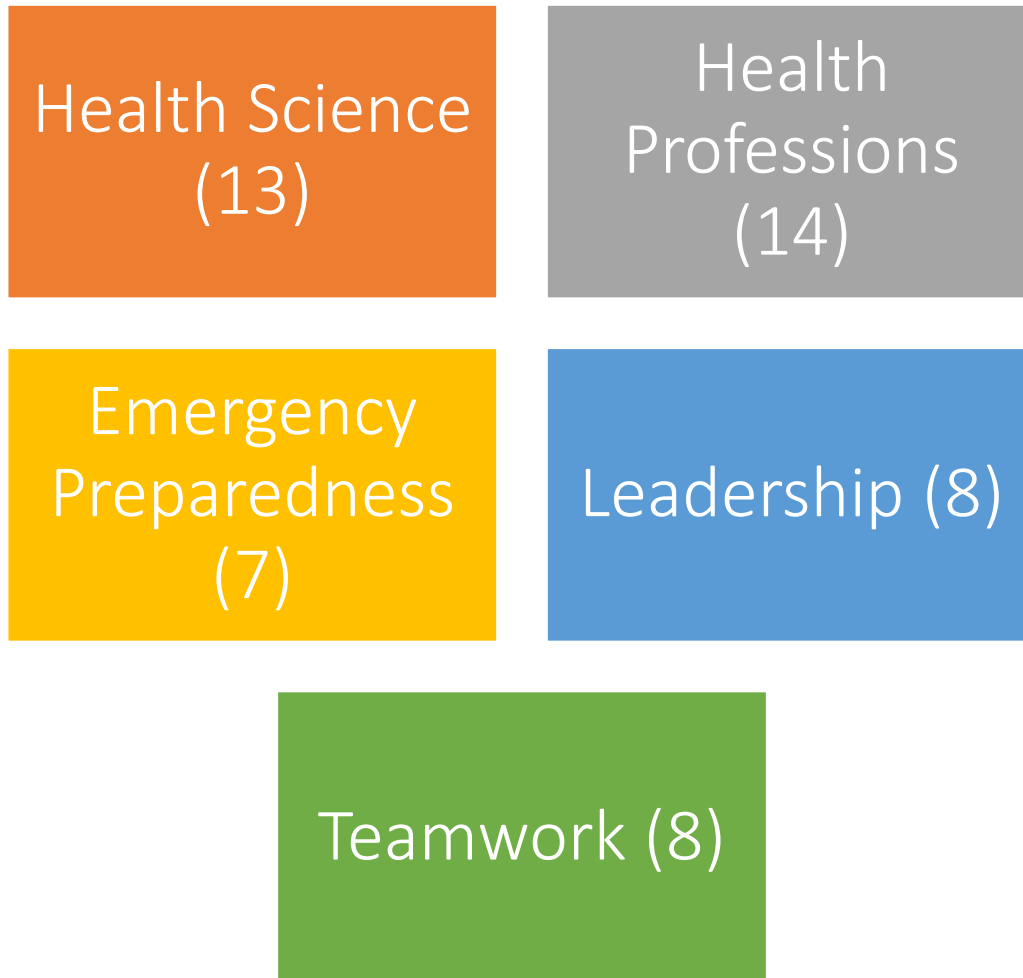 Health Science
(13)
Health
Professions
(14)
Emergency
Preparedness
(7)
Leadership (8)
Teamwork (8)